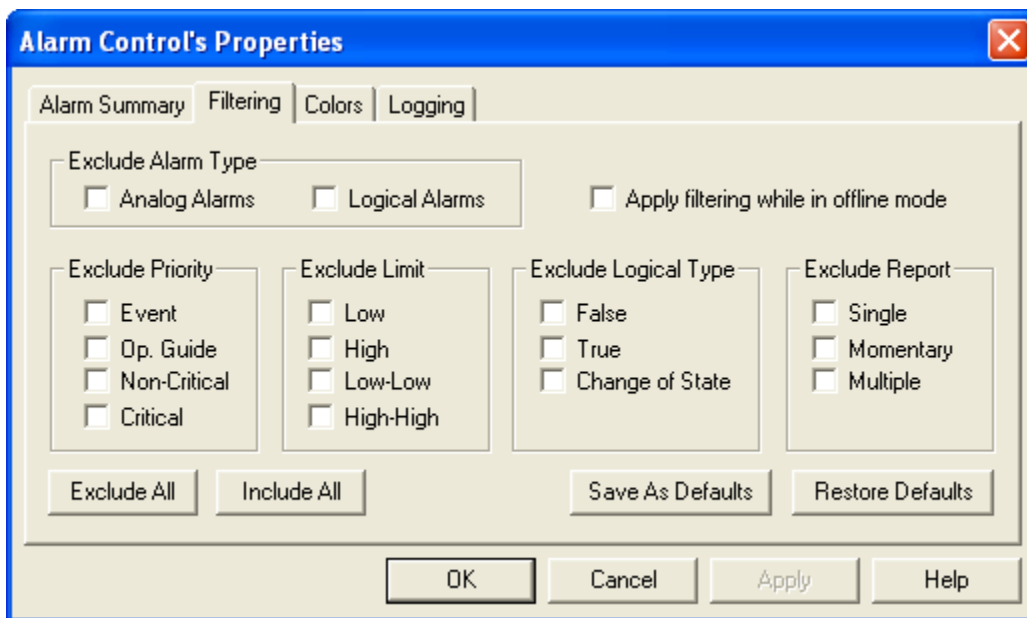 Alarm Control's Properties
Alarm Summary Filtering Colors Logging
Exclude Alarm Type
Analog Alarms Logical Alarms Apply filtering while in offline mode
Exclude Priority
Event
Op. Guide
Non-Critical
Critical
Exclude Limit
Low
High
Low-Low
High-High
Exclude Logical Type
False
True
Change of State
Exclude Report
Single
Momentary
Multiple
Exclude All Include All Save As Defaults Restore Defaults
OK Cancel Apply Help